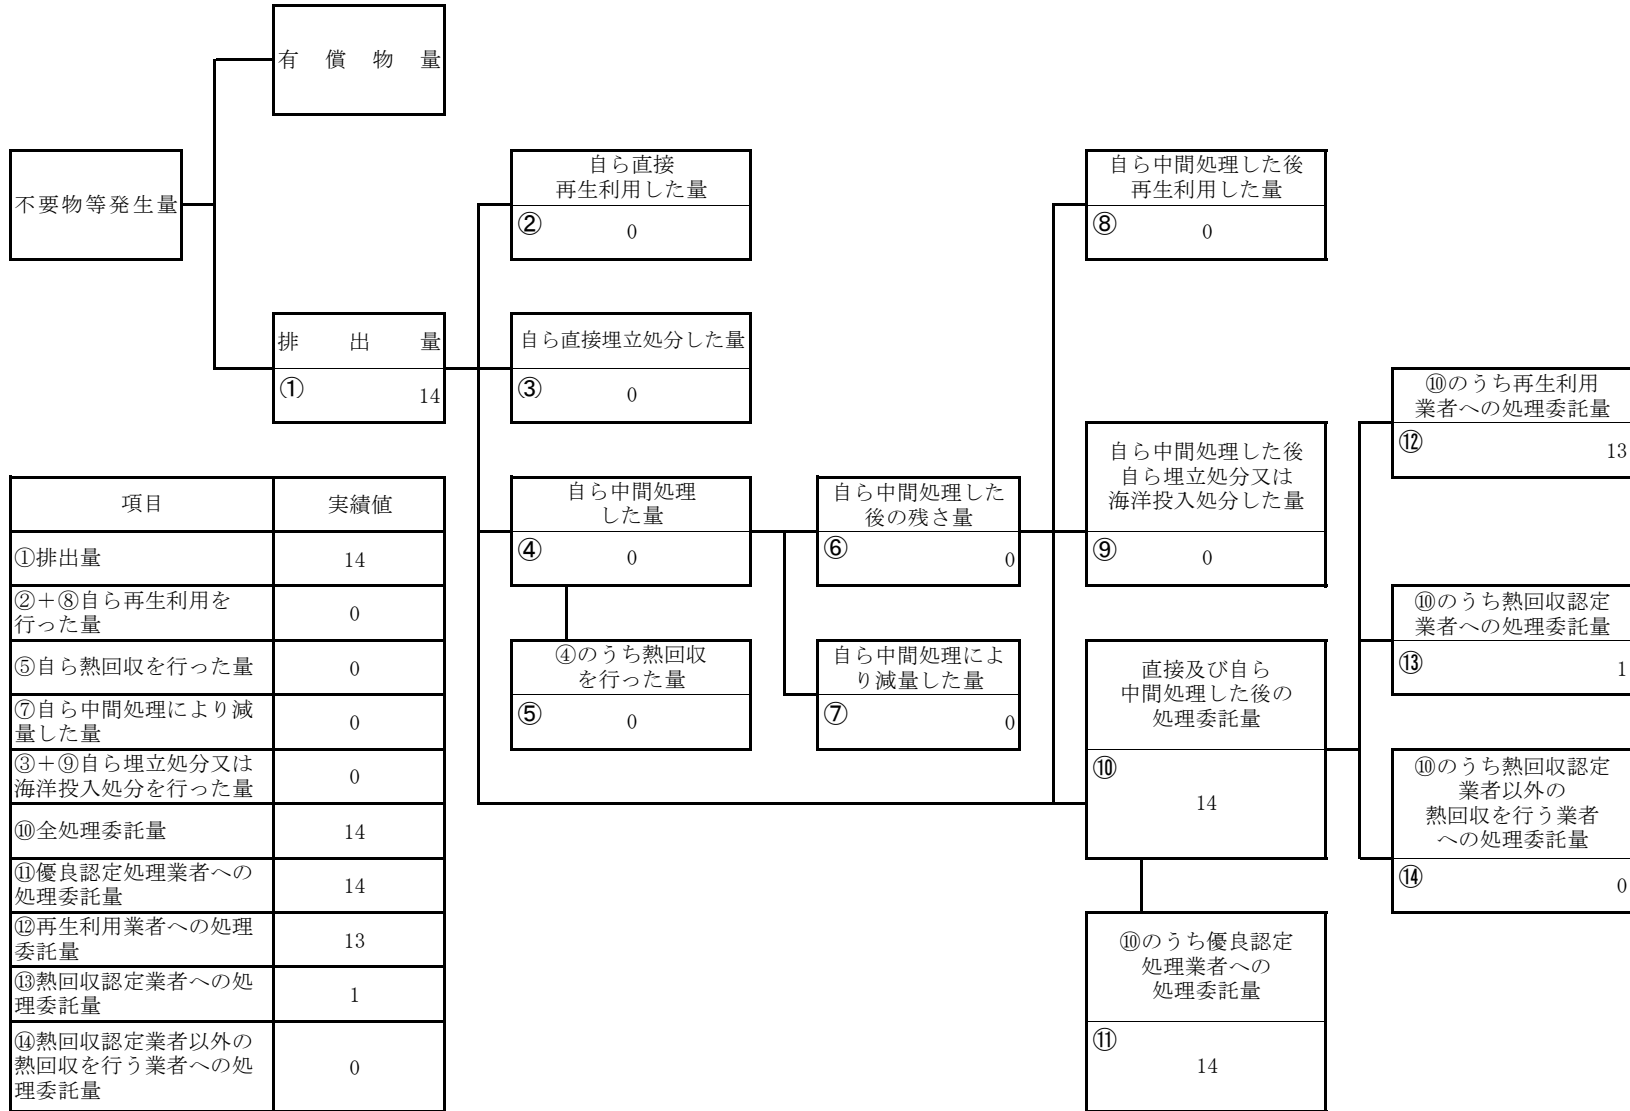 有償物量
不要物等発生量
排出量
① 14
自ら直接
再生利用した量
② 0
自ら直接埋立処分した量
③ 0
自ら中間処理
した量
④ 0
④のうち熱回収
を行った量
⑤ 0
自ら中間処理した
後の残さ量
⑥ 0
自ら中間処理によ
り減量した量
⑦ 0
自ら中間処理した後
再生利用した量
⑧ 0
自ら中間処理した後
自ら埋立処分又は
海洋投入処分した量
⑨ 0
直接及び自ら
中間処理した後の
処理委託量
⑩
14
⑩のうち優良認定
処理業者への
処理委託量
⑪
14
⑩のうち再生利用
業者への処理委託量
⑫ 13
⑩のうち熱回収認定
業者への処理委託量
⑬ 1
⑩のうち熱回収認定
業者以外の
熱回収を行う業者
への処理委託量
⑭ 0
項目 実績値
①排出量 14
②+⑧自ら再生利用を
行った量 0
⑤自ら熱回収を行った量 0
⑦自ら中間処理により減
量した量 0
③+⑨自ら埋立処分又は
海洋投入処分を行った量 0
⑩全処理委託量 14
⑪優良認定処理業者への
処理委託量 14
⑫再生利用業者への処理
委託量 13
⑬熱回収認定業者への処
理委託量 1
⑭熱回収認定業者以外の
熱回収を行う業者への処
理委託量 0